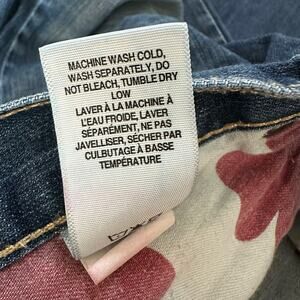 MACHINE WASH COLD,
WASH SEPARATELY, DO
NOT BLEACH, TUMBLE DRY
LOW
LAVER À LA MACHINE À
L'EAU FROIDE, LAVER
SÉPARÉMENT, NE PAS
JAVELLISER, SÉCHER PAR
CULBUTAGE À BASSE
TEMPÉRATURE